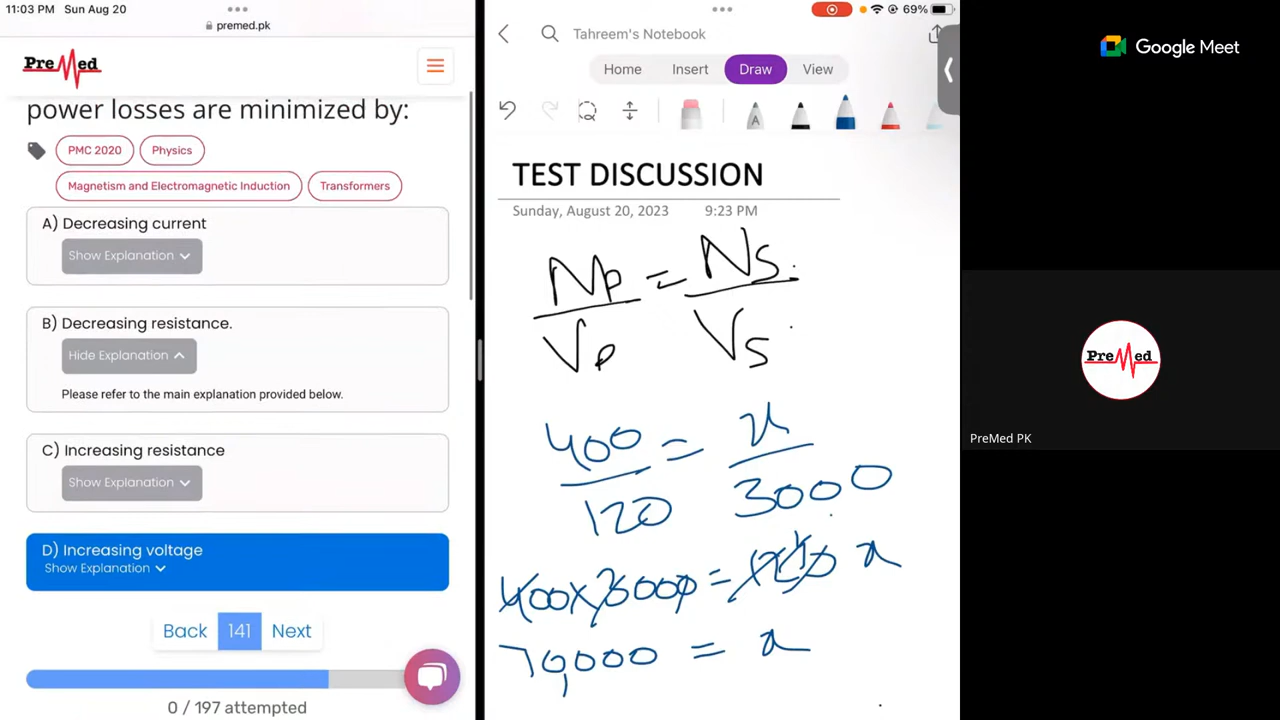 11:03 PM Sun Aug 20
premed.pk
69%
PreMed
power losses are minimized by:
PMC 2020
Physics
Magnetism and Electromagnetic Induction
Transformers
A) Decreasing current
Show Explanation
B) Decreasing resistance.
Hide Explanation
Please refer to the main explanation provided below.
C) Increasing resistance
Show Explanation
D) Increasing voltage
Show Explanation
Back 141 Next
0 / 197 attempted
Tahreem's Notebook
Home Insert Draw View
A
TEST DISCUSSION
Sunday, August 20, 2023 9:23 PM
Np = Ns
Vp Vs
400 = x
120 3000
400 x 3000 = x
10,000 = x
Google Meet
PreMed
PreMed PK